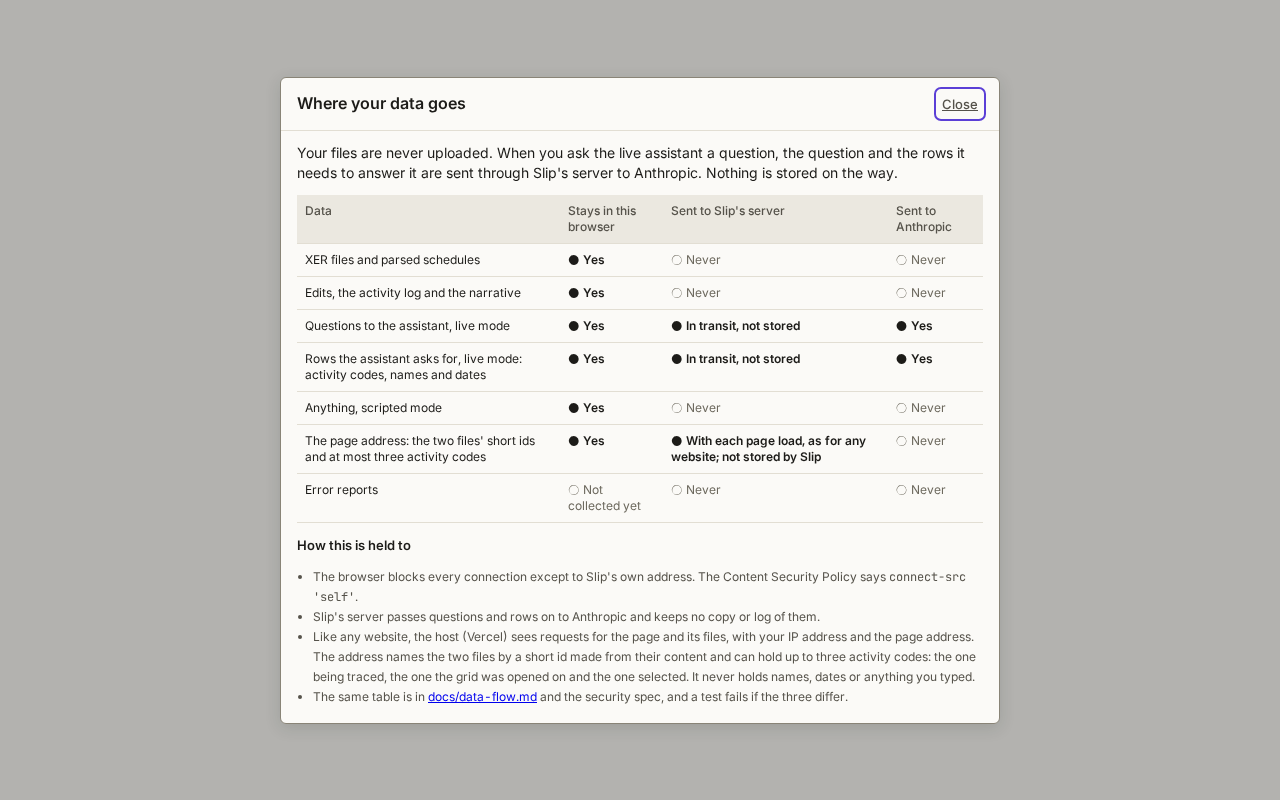 Where your data goes
Close
Your files are never uploaded. When you ask the live assistant a question, the question and the rows it
needs to answer it are sent through Slip's server to Anthropic. Nothing is stored on the way.
Data
Stays in this
browser
Sent to Slip's server
Sent to
Anthropic
XER files and parsed schedules
Yes
Never
Never
Edits, the activity log and the narrative
Yes
Never
Never
Questions to the assistant, live mode
Yes
In transit, not stored
Yes
Rows the assistant asks for, live mode:
activity codes, names and dates
Yes
In transit, not stored
Yes
Anything, scripted mode
Yes
Never
Never
The page address: the two files' short ids
and at most three activity codes
Yes
With each page load, as for any
website; not stored by Slip
Never
Error reports
Not
collected yet
Never
Never
How this is held to
• The browser blocks every connection except to Slip's own address. The Content Security Policy says connect-src
'self'.
• Slip's server passes questions and rows on to Anthropic and keeps no copy or log of them.
• Like any website, the host (Vercel) sees requests for the page and its files, with your IP address and the page address.
The address names the two files by a short id made from their content and can hold up to three activity codes: the one
being traced, the one the grid was opened on and the one selected. It never holds names, dates or anything you typed.
• The same table is in docs/data-flow.md and the security spec, and a test fails if the three differ.